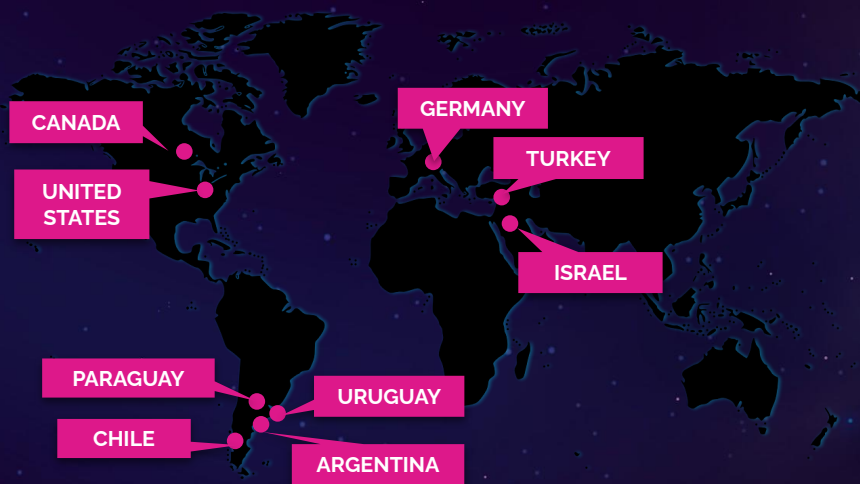 GERMANY
CANADA
TURKEY
UNITED
STATES
ISRAEL
PARAGUAY
URUGUAY
CHILE
ARGENTINA